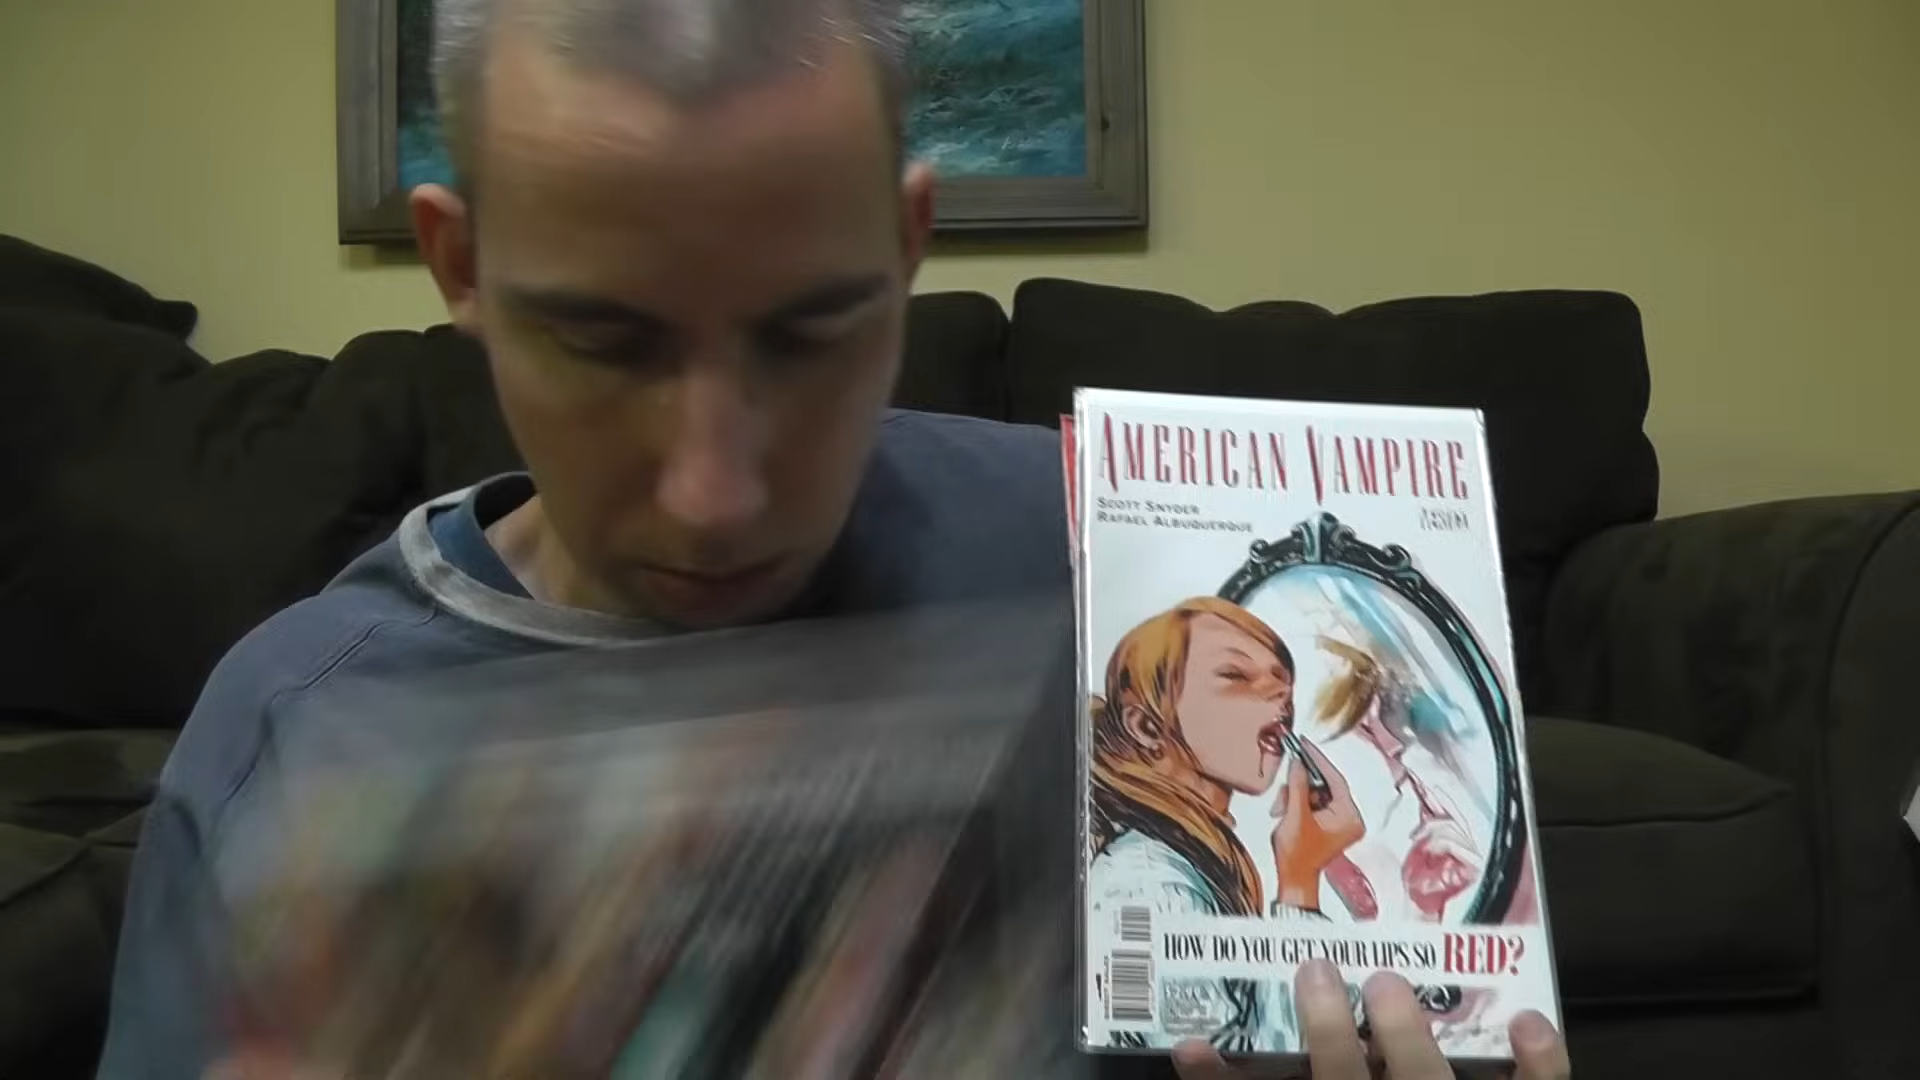 AMERICAN VAMPIRE
SCOTT SNYDER
RAFAEL ALBUQUERQUE
HOW DO YOU GET YOUR LIPS SO RED?